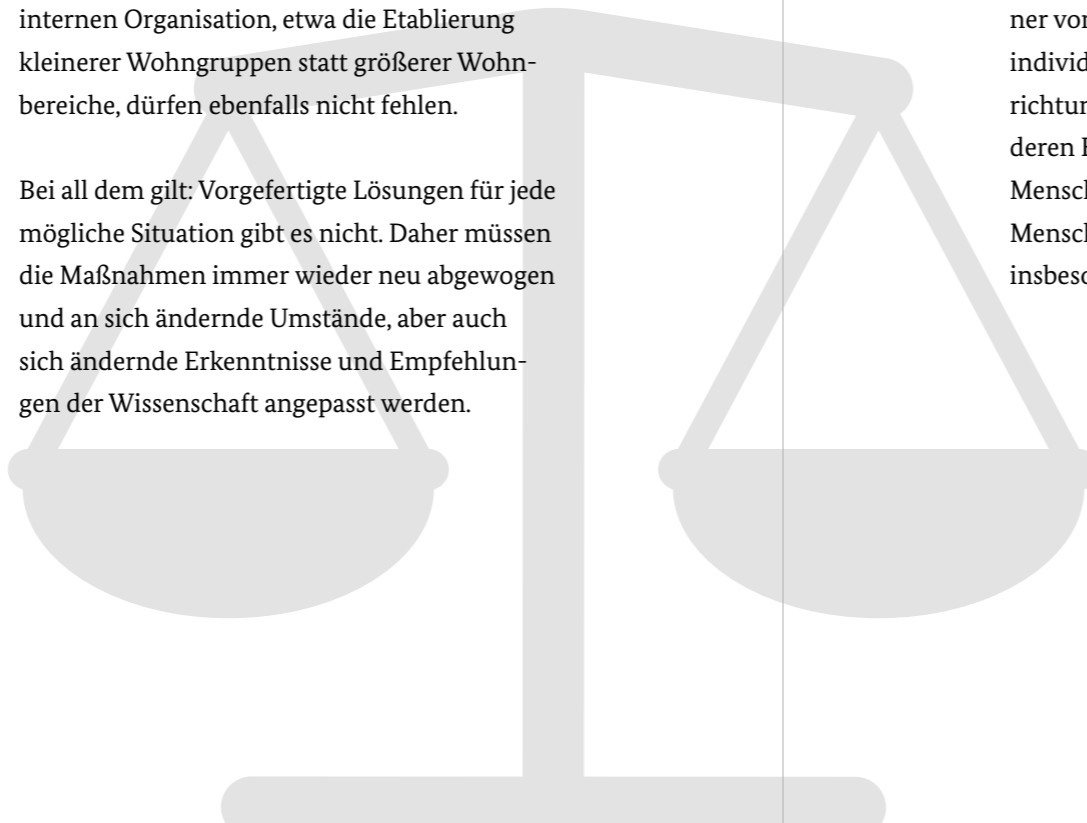 internen Organisation, etwa die Etablierung
kleinerer Wohngruppen statt größerer Wohn-
bereiche, dürfen ebenfalls nicht fehlen.
Bei all dem gilt: Vorgefertigte Lösungen für jede
mögliche Situation gibt es nicht. Daher müssen
die Maßnahmen immer wieder neu abgewogen
und an sich ändernde Umstände, aber auch
sich ändernde Erkenntnisse und Empfehlun-
gen der Wissenschaft angepasst werden.
ner
deren